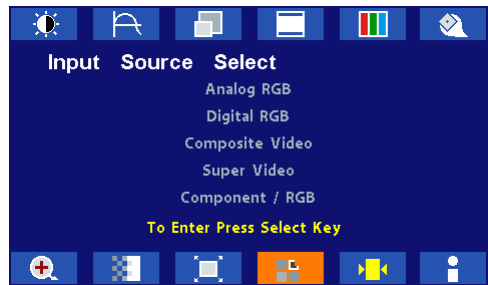 Input Source Select
Analog RGB
Digital RGB
Composite Video
Super Video
Component / RGB
To Enter Press Select Key